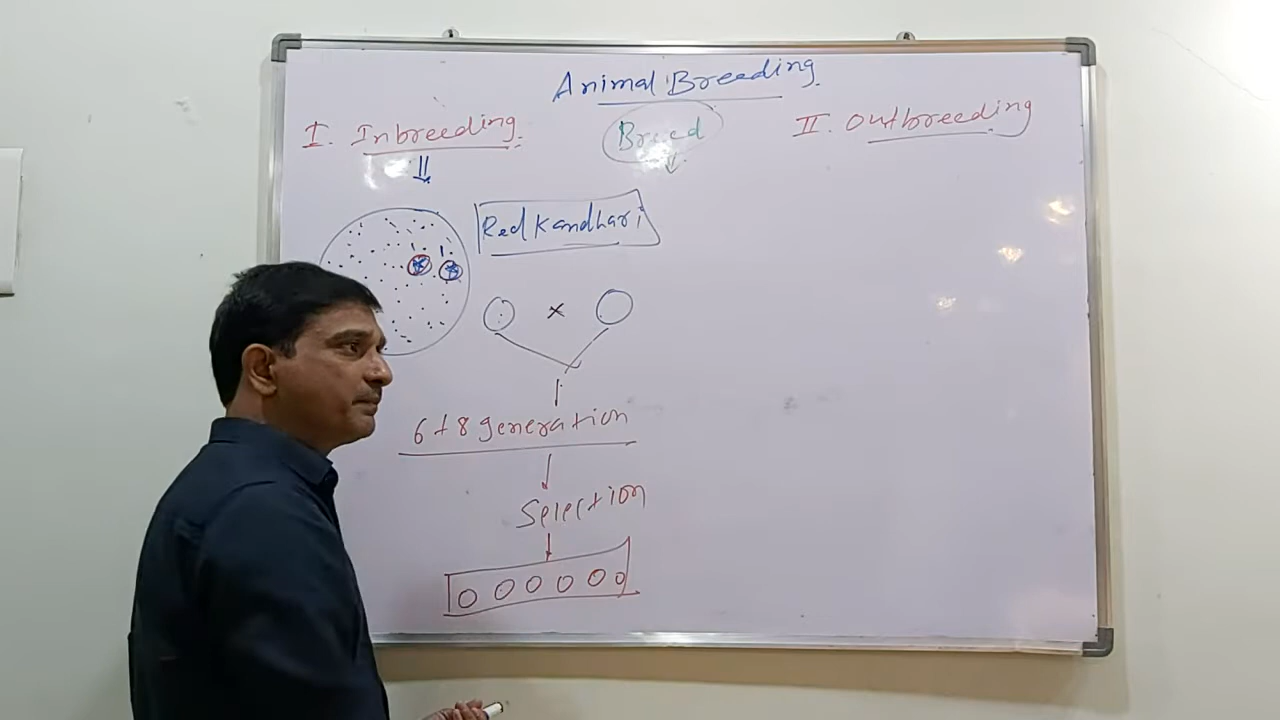 Animal Breeding.
I. Inbreeding.
Breed
II. Outbreeding
Red Kandhari
×
6 + 8 generation
Selection